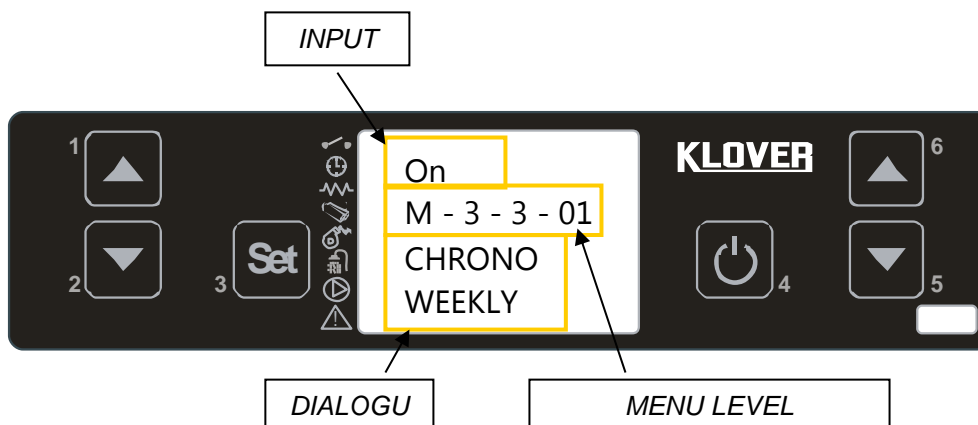 INPUT
1
6
KLOVER
On
M - 3 - 3 - 01
Set
CHRONO
WEEKLY
2
3
4
5
DIALOGU
MENU LEVEL